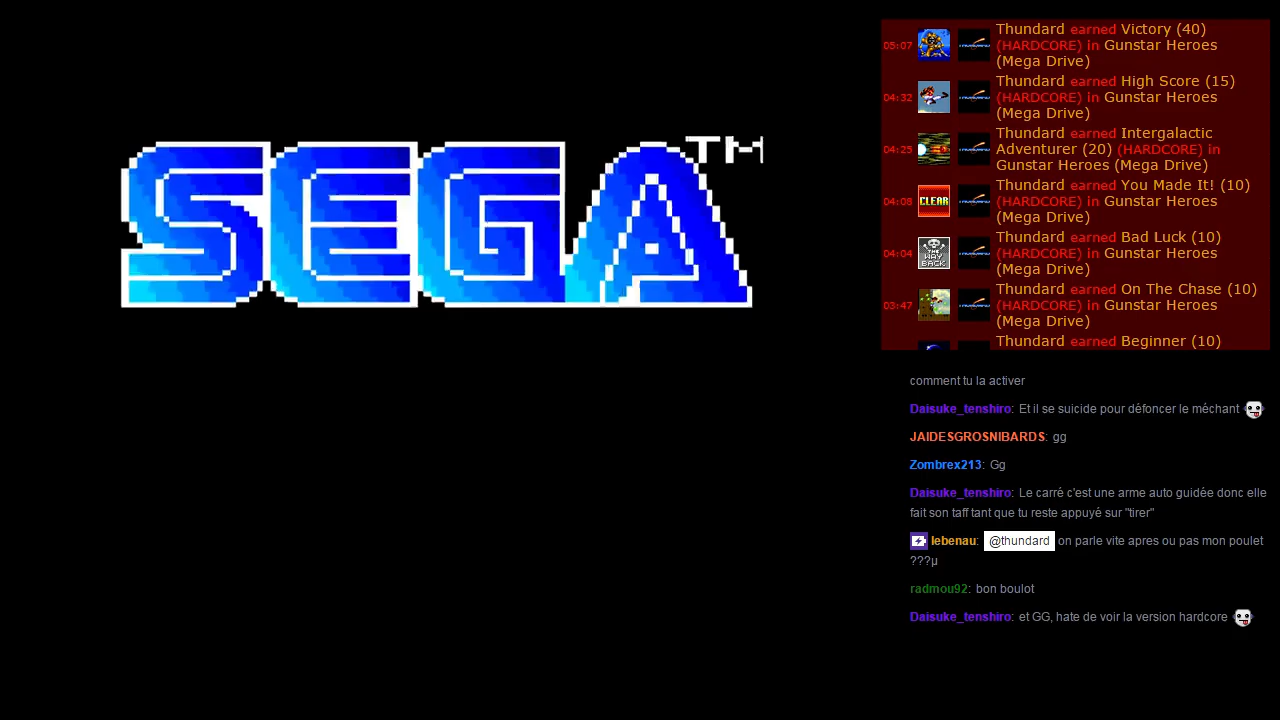 SEGA TM
05:07 Thundard earned Victory (40)
(HARDCORE) in Gunstar Heroes
(Mega Drive)
04:32 Thundard earned High Score (15)
(HARDCORE) in Gunstar Heroes
(Mega Drive)
04:25 Thundard earned Intergalactic
Adventurer (20) (HARDCORE) in
Gunstar Heroes (Mega Drive)
CLEAR
04:08 Thundard earned You Made It! (10)
(HARDCORE) in Gunstar Heroes
(Mega Drive)
WAY
BACK
04:04 Thundard earned Bad Luck (10)
(HARDCORE) in Gunstar Heroes
(Mega Drive)
03:47 Thundard earned On The Chase (10)
(HARDCORE) in Gunstar Heroes
(Mega Drive)
Thundard earned Beginner (10)
comment tu la activer
Daisuke_tenshiro: Et il se suicide pour défoncer le méchant
JAIDESGROSNIBARDS: gg
Zombrex213: Gg
Daisuke_tenshiro: Le carré c'est une arme auto guidée donc elle
fait son taff tant que tu reste appuyé sur "tirer"
lebenau: @thundard on parle vite apres ou pas mon poulet
???µ
radmou92: bon boulot
Daisuke_tenshiro: et GG, hate de voir la version hardcore